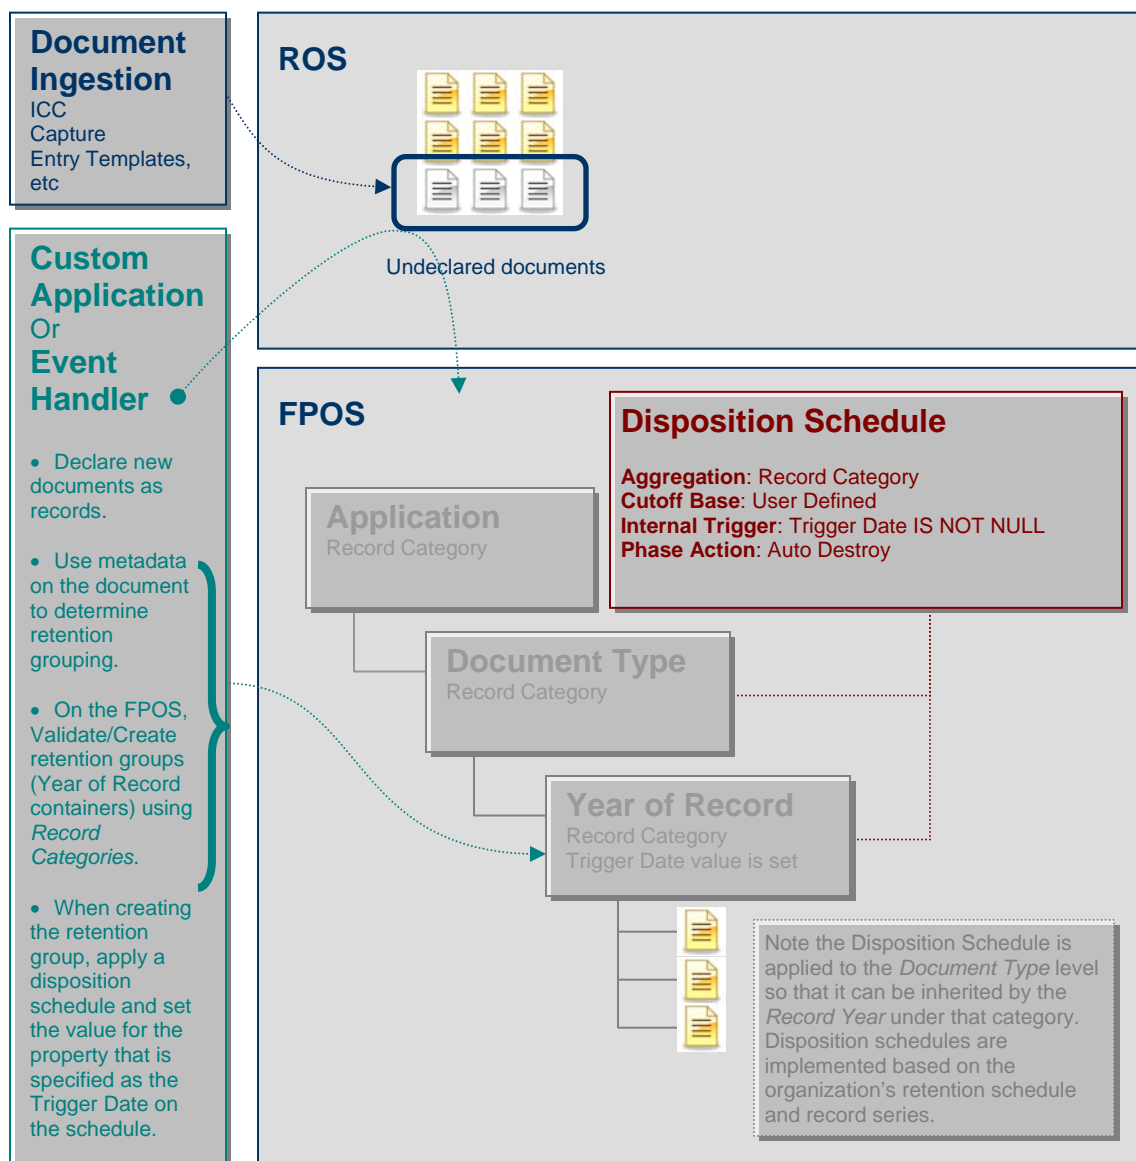 Document
Ingestion
ICC
Capture
Entry Templates,
etc
ROS
Undeclared documents
Custom
Application
Or
Event
Handler
• Declare new
documents as
records.
• Use metadata
on the document
to determine
retention
grouping.
• On the FPOS,
Validate/Create
retention groups
(Year of Record
containers) using
Record
Categories.
• When creating
the retention
group, apply a
disposition
schedule and set
the value for the
property that is
specified as the
Trigger Date on
the schedule.
FPOS
Disposition Schedule
Aggregation: Record Category
Cutoff Base: User Defined
Internal Trigger: Trigger Date IS NOT NULL
Phase Action: Auto Destroy
Application
Record Category
Document Type
Record Category
Year of Record
Record Category
Trigger Date value is set
Note the Disposition Schedule is
applied to the Document Type level
so that it can be inherited by the
Record Year under that category.
Disposition schedules are
implemented based on the
organization's retention schedule
and record series.